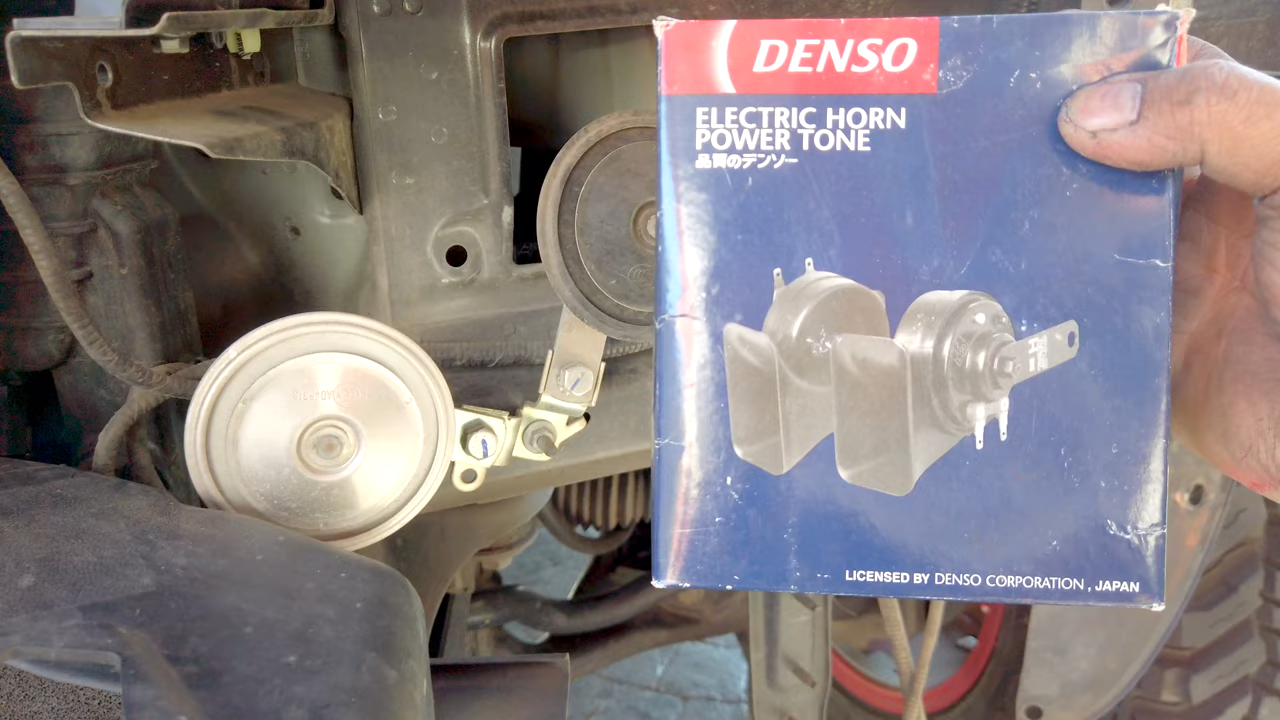 DENSO
ELECTRIC HORN
POWER TONE
品質のデンソー
LICENSED BY DENSO CORPORATION, JAPAN